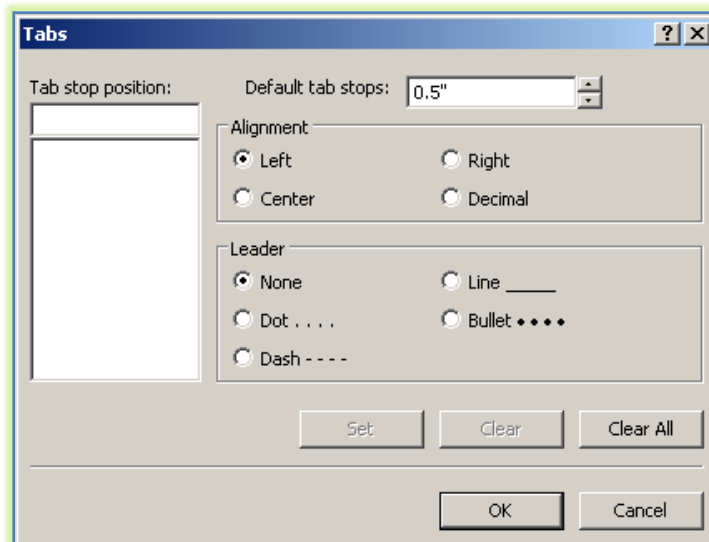 Tabs
Tab stop position:
Default tab stops: 0.5"
Alignment
Left Right
Center Decimal
Leader
None Line _____
Dot . . . . Bullet • • • •
Dash - - - -
Set Clear Clear All
OK Cancel